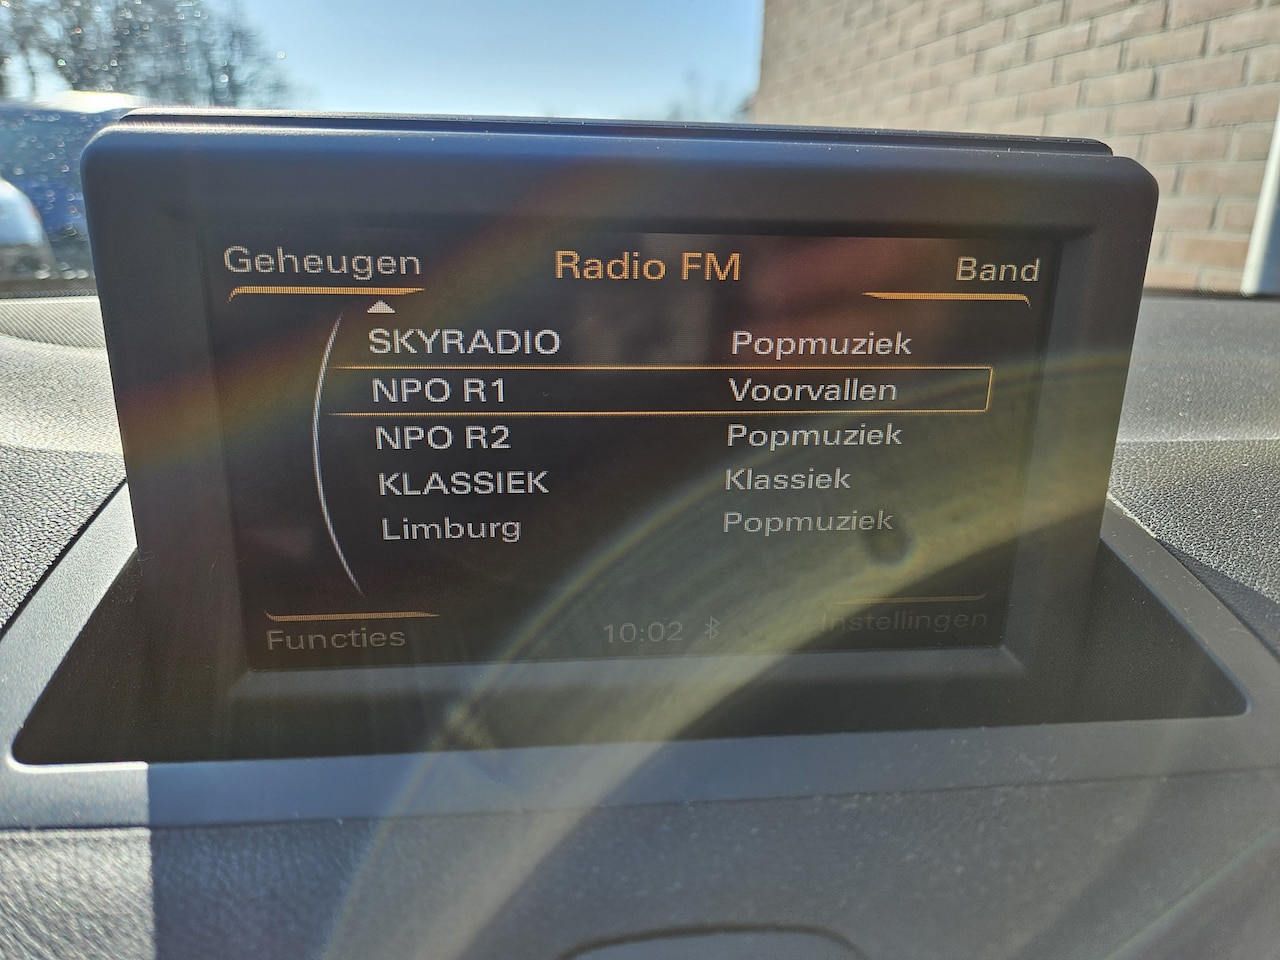 Geheugen Radio FM Band
SKYRADIO Popmuziek
NPO R1 Voorvallen
NPO R2 Popmuziek
KLASSIEK Klassiek
Limburg Popmuziek
Functies 10:02 Instellingen